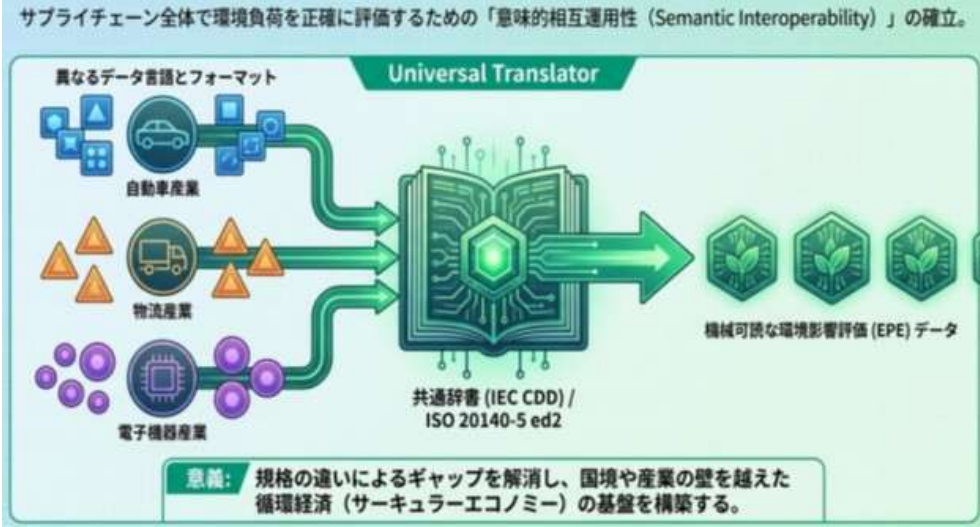 サプライチェーン全体で環境負荷を正確に評価するための「意味的相互運用性（Semantic Interoperability）」の確立。
Universal Translator
異なるデータ言語とフォーマット
自動車産業
物流産業
電子機器産業
共通辞書 (IEC CDD) /
ISO 20140-5 ed2
機械可読な環境影響評価 (EPE) データ
意義:
規格の違いによるギャップを解消し、国境や産業の壁を越えた
循環経済（サーキュラーエコノミー）の基盤を構築する。